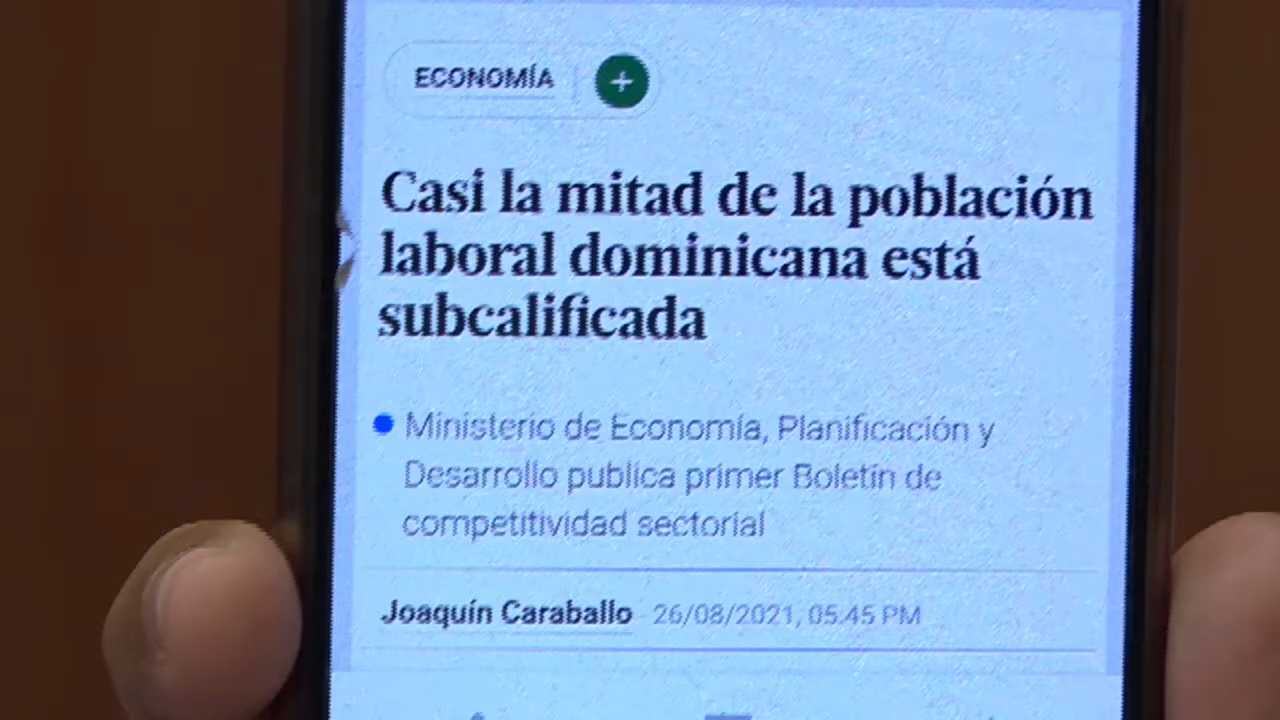 ECONOMÍA
Casi la mitad de la población
laboral dominicana está
subcalificada
Ministerio de Economía, Planificación y
Desarrollo publica primer Boletín de
competitividad sectorial
Joaquín Caraballo 26/08/2021, 05:45 PM